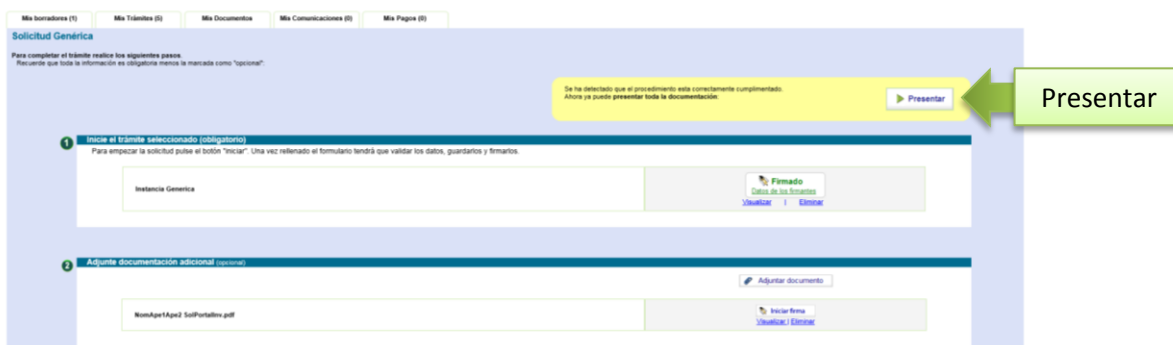 Mis borradores (1) Mis Trámites (5) Mis Documentos Mis Comunicaciones (0) Mis Pagos (0)
Solicitud Genérica
Para completar el trámite realice los siguientes pasos.
Recuerde que toda la información es obligatoria menos la marcada como "opcional":
Se ha detectado que el procedimiento esta correctamente cumplimentado.
Ahora ya puede presentar toda la documentación:
Presentar
Presentar
1 Inicie el trámite seleccionado (obligatorio)
Para empezar la solicitud pulse el botón "iniciar". Una vez rellenado el formulario tendrá que validar los datos, guardarlos y firmarlos.
Instancia Generica
Firmado
Datos de los firmantes
Visualizar | Eliminar
2 Adjunte documentación adicional (opcional)
Adjuntar documento
NomApe1Ape2 SolPortalInv.pdf
Iniciar firma
Visualizar | Eliminar